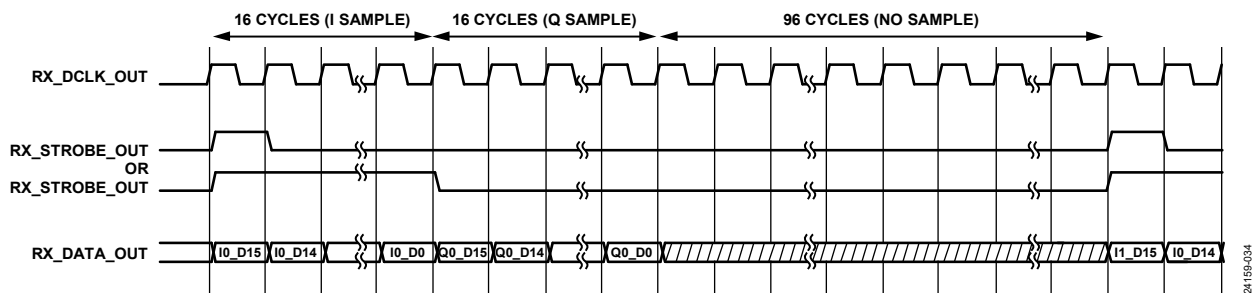 16 CYCLES (I SAMPLE) 16 CYCLES (Q SAMPLE) 96 CYCLES (NO SAMPLE)
RX_DCLK_OUT
RX_STROBE_OUT
OR
RX_STROBE_OUT
RX_DATA_OUT I0_D15 I0_D14 I0_D0 Q0_D15 Q0_D14 Q0_D0 I1_D15 I0_D14
24159-034